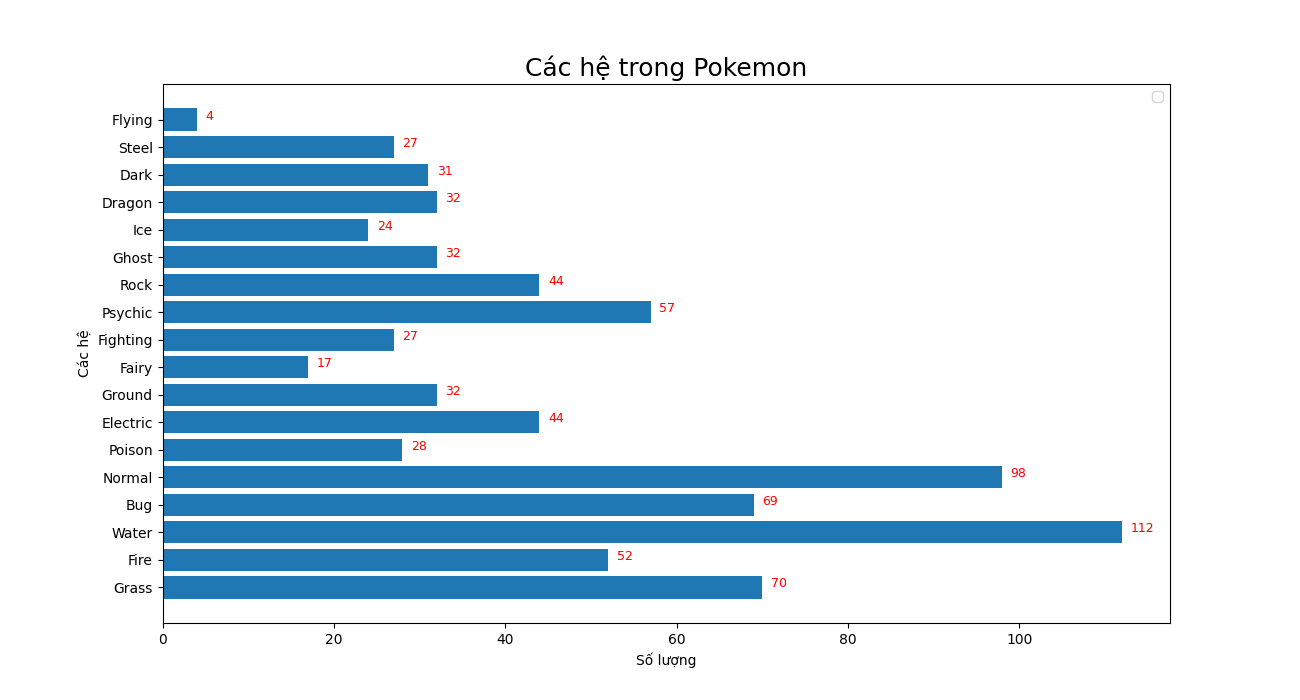 Các hệ trong Pokemon
Flying 4
Steel 27
Dark 31
Dragon 32
Ice 24
Ghost 32
Rock 44
Psychic 57
Các hệ
Fighting 27
Fairy 17
Ground 32
Electric 44
Poison 28
Normal 98
Bug 69
Water 112
Fire 52
Grass 70
0 20 40 60 80 100
Số lượng